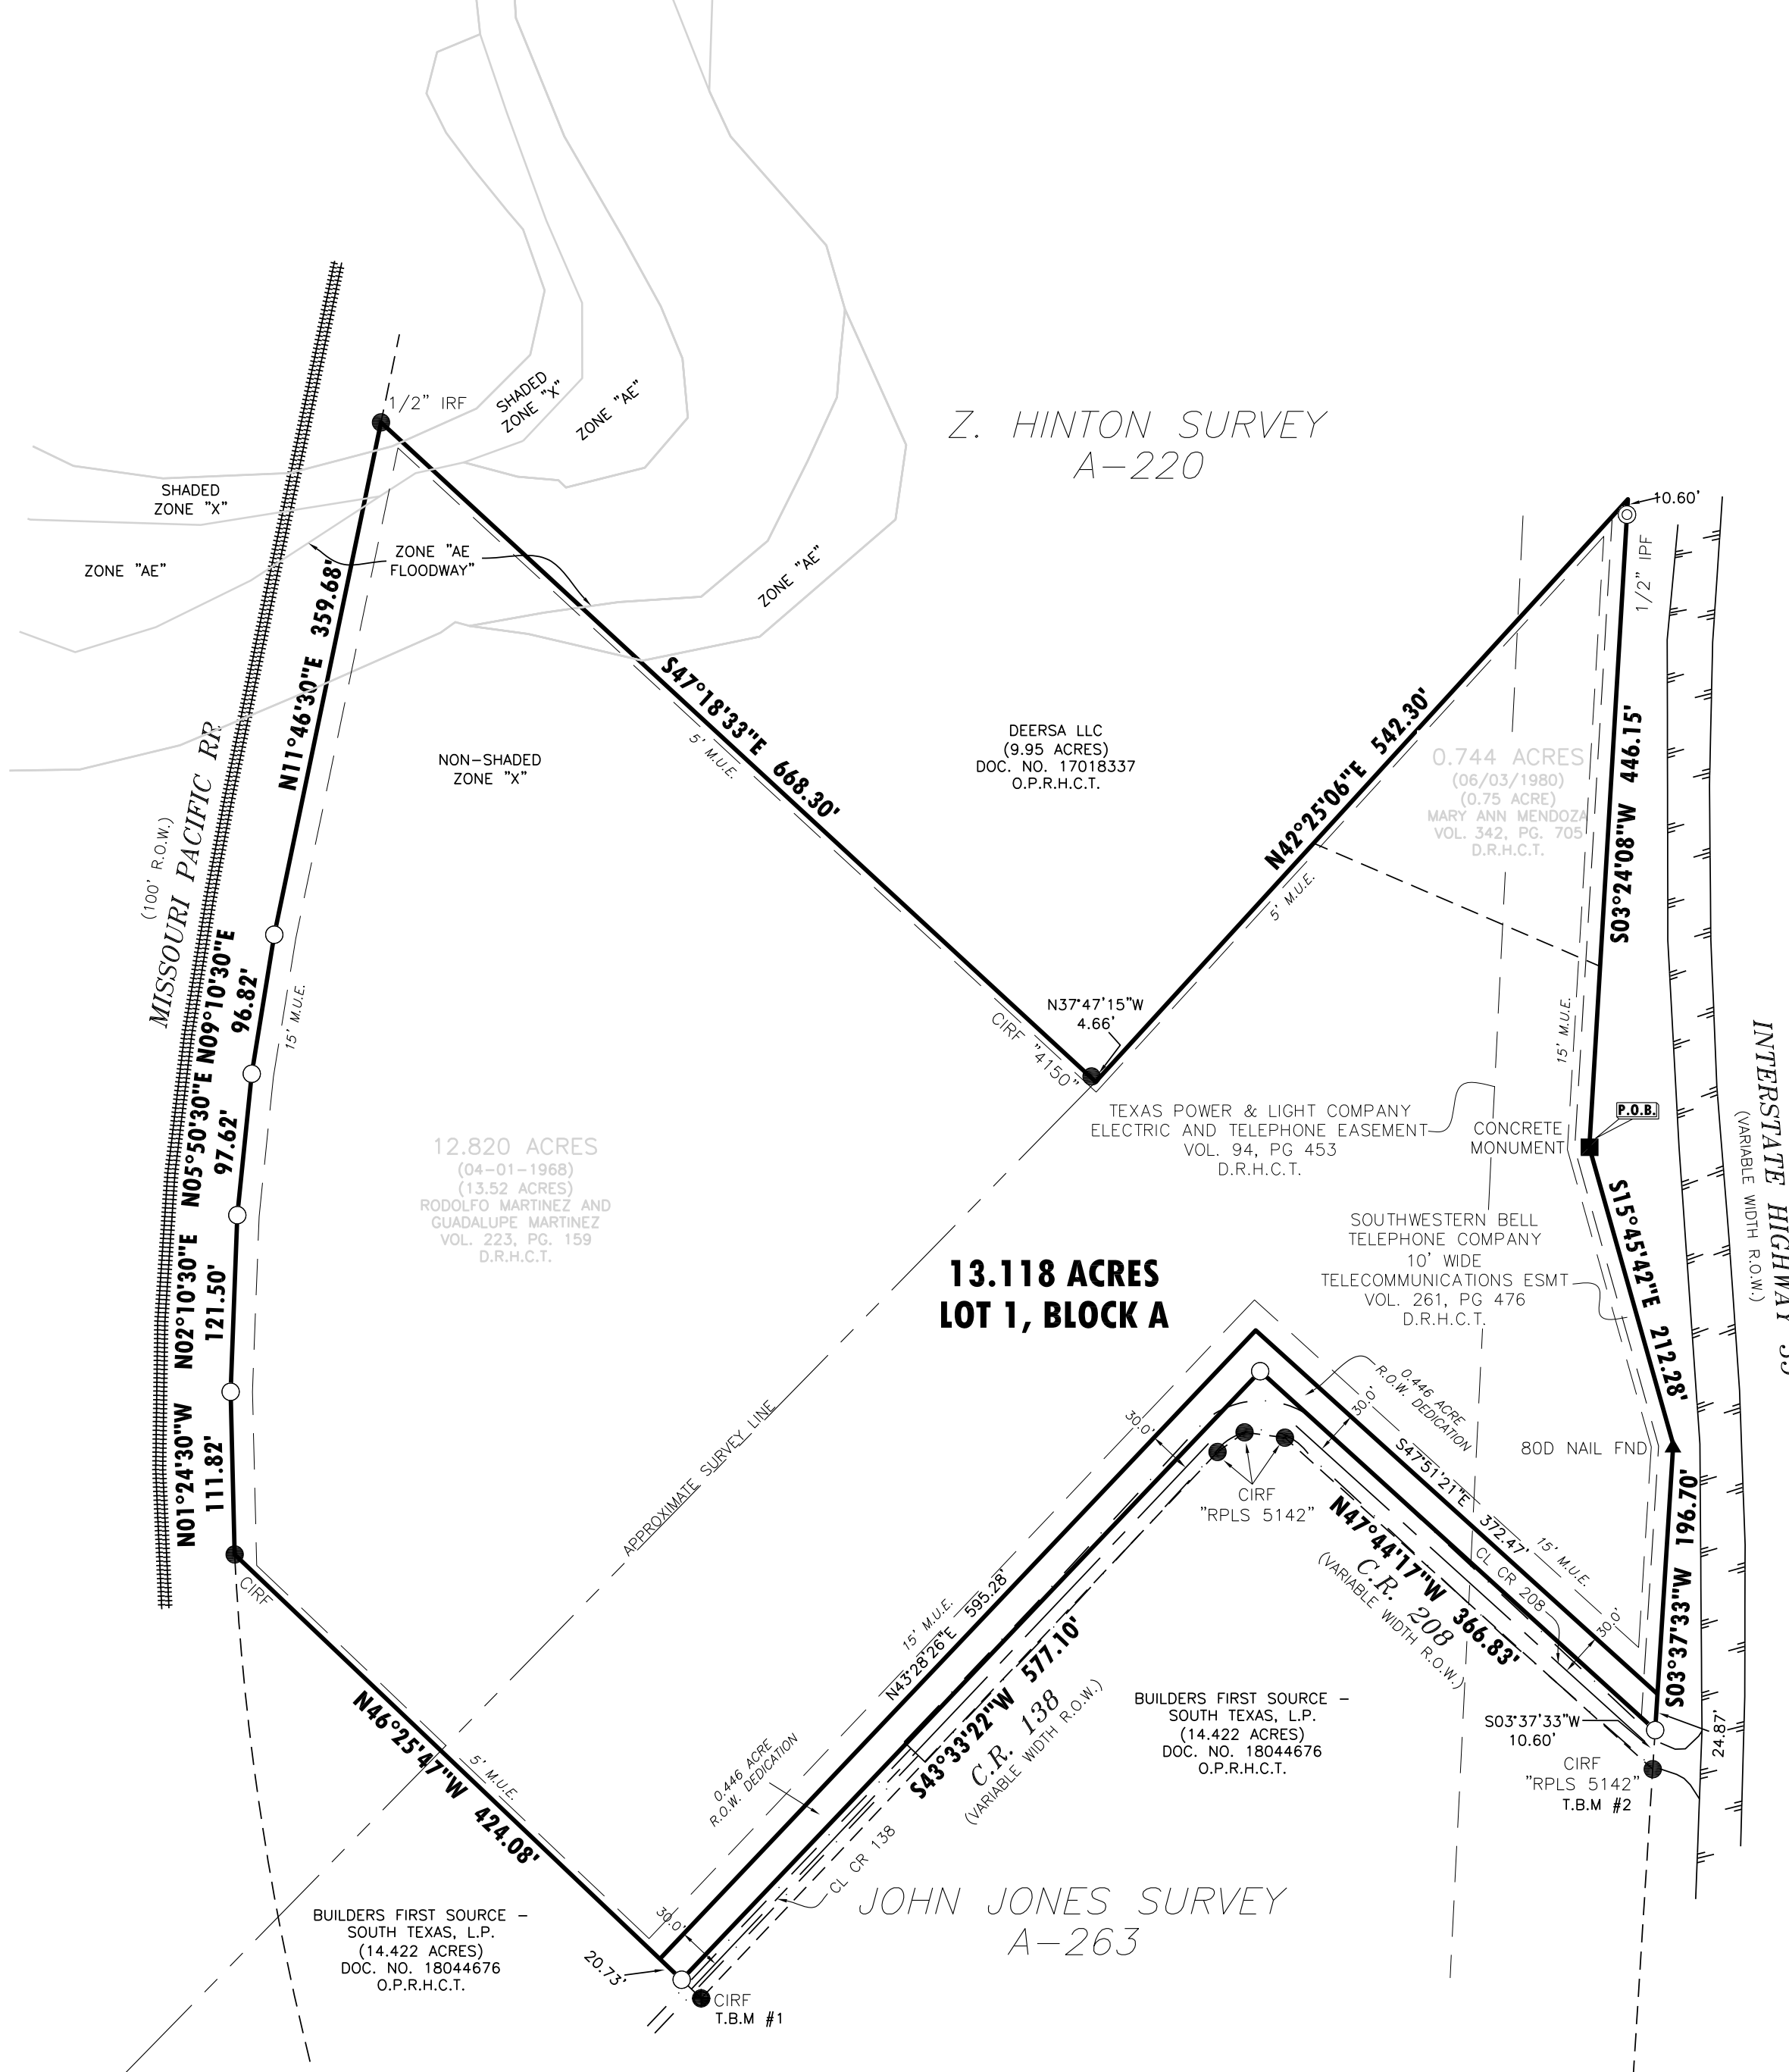 1/2" IRF
SHADED
ZONE "X"
ZONE "AE"
Z. HINTON SURVEY
A-220
SHADED
ZONE "X"
ZONE "AE"
ZONE "AE
FLOODWAY"
ZONE "AE"
10.60'
1/2" IPF
N11°46'30"E 359.68'
S47°18'33"E 668.30'
5' M.U.E.
NON-SHADED
ZONE "X"
DEERSA LLC
(9.95 ACRES)
DOC. NO. 17018337
O.P.R.H.C.T.
N42°25'06"E 542.30'
5' M.U.E.
0.744 ACRES
(06/03/1980)
(0.75 ACRE)
MARY ANN MENDOZA
VOL. 342, PG. 705
D.R.H.C.T.
S03°24'08"W 446.15'
15' M.U.E.
MISSOURI PACIFIC RR
(100' R.O.W.)
N09°10'30"E
96.82'
15' M.U.E.
N05°50'30"E
97.62'
N02°10'30"E
121.50'
N01°24'30"W
111.82'
N37°47'15"W
4.66'
CIRF "4150"
TEXAS POWER & LIGHT COMPANY
ELECTRIC AND TELEPHONE EASEMENT
VOL. 94, PG 453
D.R.H.C.T.
CONCRETE
MONUMENT
P.O.B.
INTERSTATE HIGHWAY 35
(VARIABLE WIDTH R.O.W.)
12.820 ACRES
(04-01-1968)
(13.52 ACRES)
RODOLFO MARTINEZ AND
GUADALUPE MARTINEZ
VOL. 223, PG. 159
D.R.H.C.T.
SOUTHWESTERN BELL
TELEPHONE COMPANY
10' WIDE
TELECOMMUNICATIONS ESMT
VOL. 261, PG 476
D.R.H.C.T.
S15°45'42"E 212.28'
13.118 ACRES
LOT 1, BLOCK A
APPROXIMATE SURVEY LINE
30.0'
30.0'
0.446 ACRE
R.O.W. DEDICATION
S47°51'21"E 372.47'
15' M.U.E.
80D NAIL FND
CIRF
"RPLS 5142"
N47°44'17"W 366.83'
C.R. 208
(VARIABLE WIDTH R.O.W.)
CL CR 208
30.0'
S03°37'33"W 196.70'
CIRF
15' M.U.E.
N43°28'26"E 595.28'
S43°33'22"W 577.10'
C.R. 138
(VARIABLE WIDTH R.O.W.)
BUILDERS FIRST SOURCE -
SOUTH TEXAS, L.P.
(14.422 ACRES)
DOC. NO. 18044676
O.P.R.H.C.T.
S03°37'33"W
10.60'
24.87'
CIRF
"RPLS 5142"
T.B.M #2
N46°25'47"W 424.08'
5' M.U.E.
0.446 ACRE
R.O.W. DEDICATION
CL CR 138
JOHN JONES SURVEY
A-263
BUILDERS FIRST SOURCE -
SOUTH TEXAS, L.P.
(14.422 ACRES)
DOC. NO. 18044676
O.P.R.H.C.T.
30.0'
20.73'
CIRF
T.B.M #1